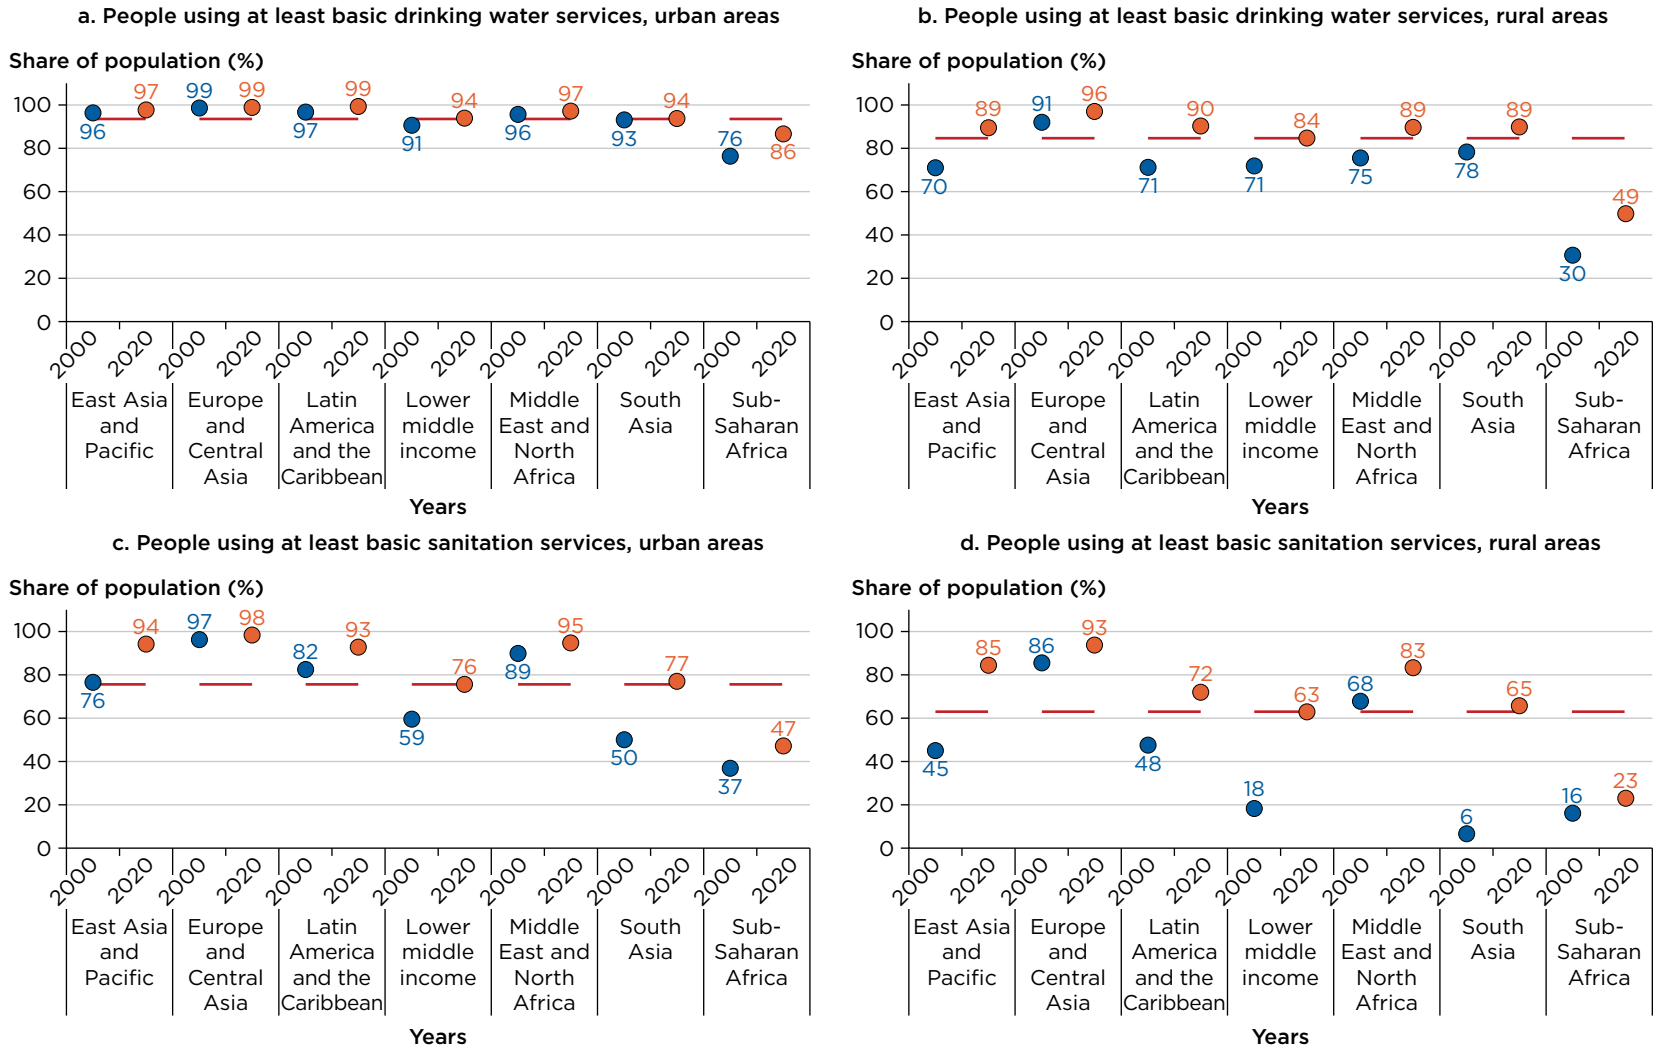 a. People using at least basic drinking water services, urban areas
Share of population (%)
100
80
60
40
20
0
96
97
99
99
97
99
91
94
96
97
93
94
76
86
2000 2020 2000 2020 2000 2020 2000 2020 2000 2020 2000 2020 2000 2020
East Asia and Pacific
Europe and Central Asia
Latin America and the Caribbean
Lower middle income
Middle East and North Africa
South Asia
Sub-Saharan Africa
Years
b. People using at least basic drinking water services, rural areas
Share of population (%)
100
80
60
40
20
0
70
89
91
96
71
90
71
84
75
89
78
89
30
49
2000 2020 2000 2020 2000 2020 2000 2020 2000 2020 2000 2020 2000 2020
East Asia and Pacific
Europe and Central Asia
Latin America and the Caribbean
Lower middle income
Middle East and North Africa
South Asia
Sub-Saharan Africa
Years
c. People using at least basic sanitation services, urban areas
Share of population (%)
100
80
60
40
20
0
76
94
97
98
82
93
59
76
89
95
50
77
37
47
2000 2020 2000 2020 2000 2020 2000 2020 2000 2020 2000 2020 2000 2020
East Asia and Pacific
Europe and Central Asia
Latin America and the Caribbean
Lower middle income
Middle East and North Africa
South Asia
Sub-Saharan Africa
Years
d. People using at least basic sanitation services, rural areas
Share of population (%)
100
80
60
40
20
0
45
85
86
93
48
72
18
63
68
83
6
65
16
23
2000 2020 2000 2020 2000 2020 2000 2020 2000 2020 2000 2020 2000 2020
East Asia and Pacific
Europe and Central Asia
Latin America and the Caribbean
Lower middle income
Middle East and North Africa
South Asia
Sub-Saharan Africa
Years